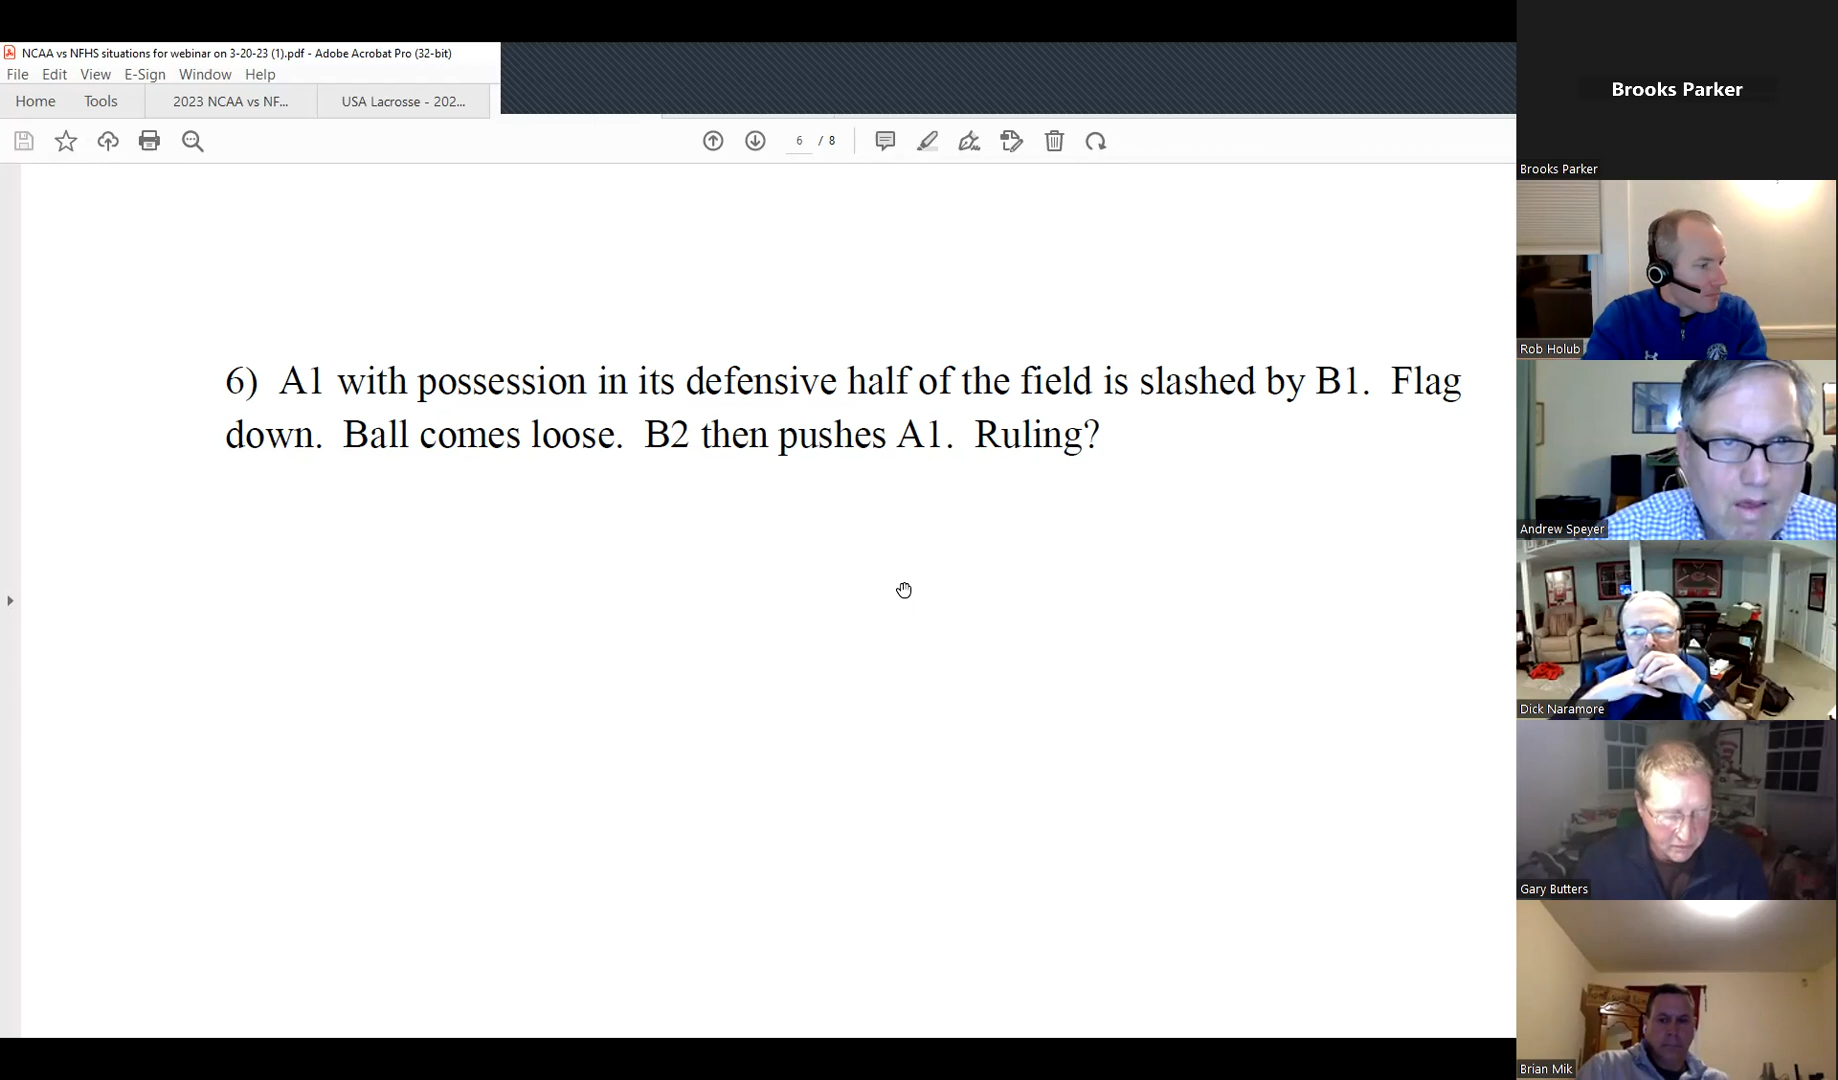 NCAA vs NFHS situations for webinar on 3-20-23 (1).pdf - Adobe Acrobat Pro (32-bit)
File Edit View E-Sign Window Help
Home Tools 2023 NCAA vs NF... USA Lacrosse - 202...
6 / 8
6) A1 with possession in its defensive half of the field is slashed by B1. Flag
down. Ball comes loose. B2 then pushes A1. Ruling?
Brooks Parker
Brooks Parker
Rob Holub
Andrew Speyer
Dick Naramore
Gary Butters
Brian Mik